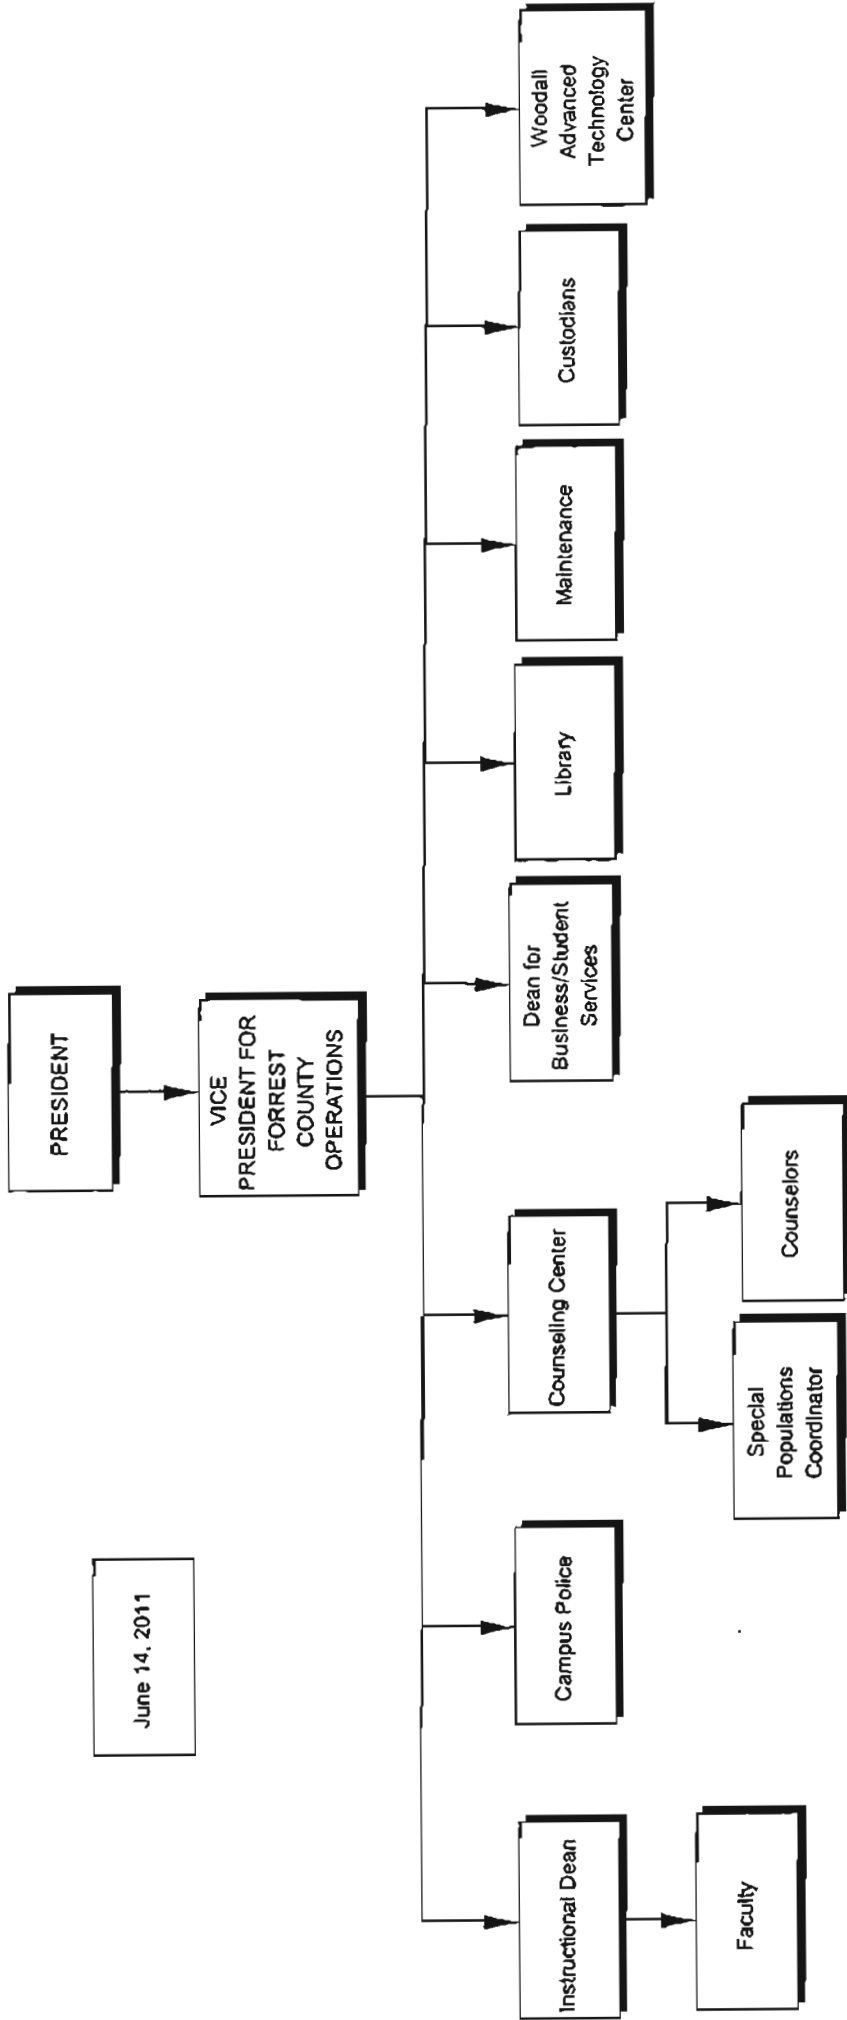 June 14, 2011
PRESIDENT
VICE
PRESIDENT FOR
FORREST
COUNTY
OPERATIONS
Instructional Dean
Campus Police
Counseling Center
Dean for
Business/Student
Services
Library
Maintenance
Custodians
Woodall
Advanced
Technology
Center
Faculty
Special
Populations
Coordinator
Counselors